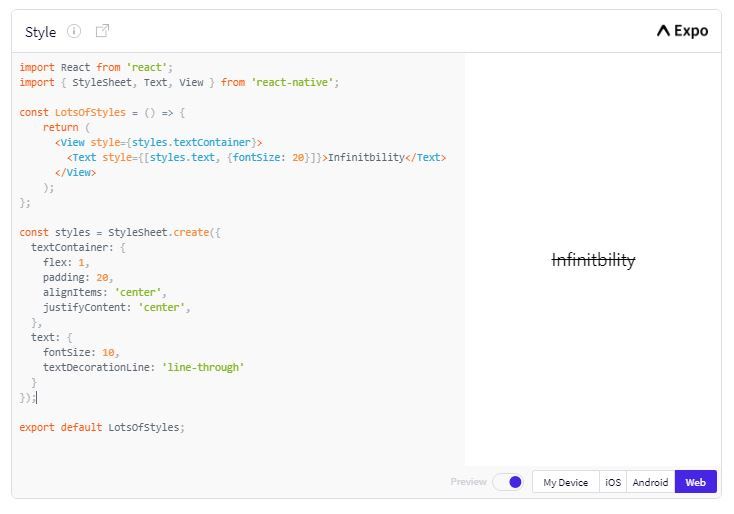 Style
Expo
import React from 'react';
import { StyleSheet, Text, View } from 'react-native';
const LotsOfStyles = () => {
    return (
      <View style={styles.textContainer}>
        <Text style={[styles.text, {fontSize: 20}]}>Infinitbility</Text>
      </View>
    );
};
const styles = StyleSheet.create({
  textContainer: {
    flex: 1,
    padding: 20,
    alignItems: 'center',
    justifyContent: 'center',
  },
  text: {
    fontSize: 10,
    textDecorationLine: 'line-through'
  }
});
export default LotsOfStyles;
Infinitbility
Preview My Device iOS Android Web